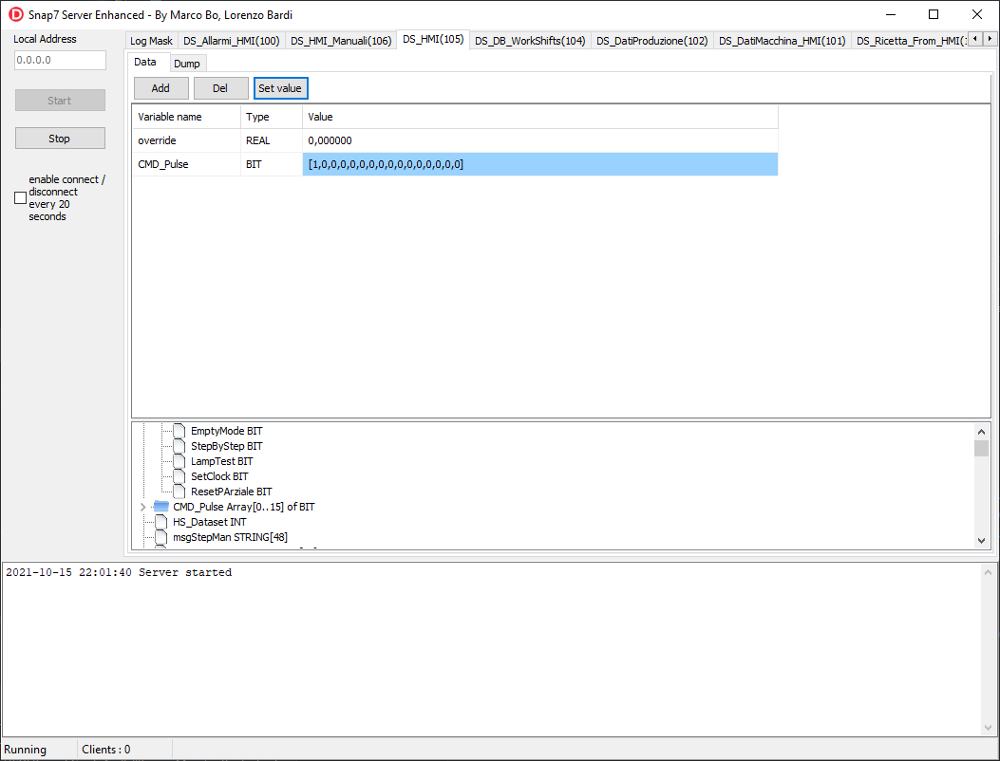 Snap7 Server Enhanced - By Marco Bo, Lorenzo Bardi
Local Address
0.0.0.0
Start
Stop
enable connect /
disconnect
every 20
seconds
Log Mask DS_Allarmi_HMI(100) DS_HMI_Manuali(106) DS_HMI(105) DS_DB_WorkShifts(104) DS_DatiProduzione(102) DS_DatiMacchina_HMI(101) DS_Ricetta_From_HMI(
Data Dump
Add Del Set value
Variable name Type Value
override REAL 0,000000
CMD_Pulse BIT [1,0,0,0,0,0,0,0,0,0,0,0,0,0,0,0]
EmptyMode BIT
StepByStep BIT
LampTest BIT
SetClock BIT
ResetPArziale BIT
CMD_Pulse Array[0..15] of BIT
HS_Dataset INT
msgStepMan STRING[48]
2021-10-15 22:01:40 Server started
Running Clients : 0